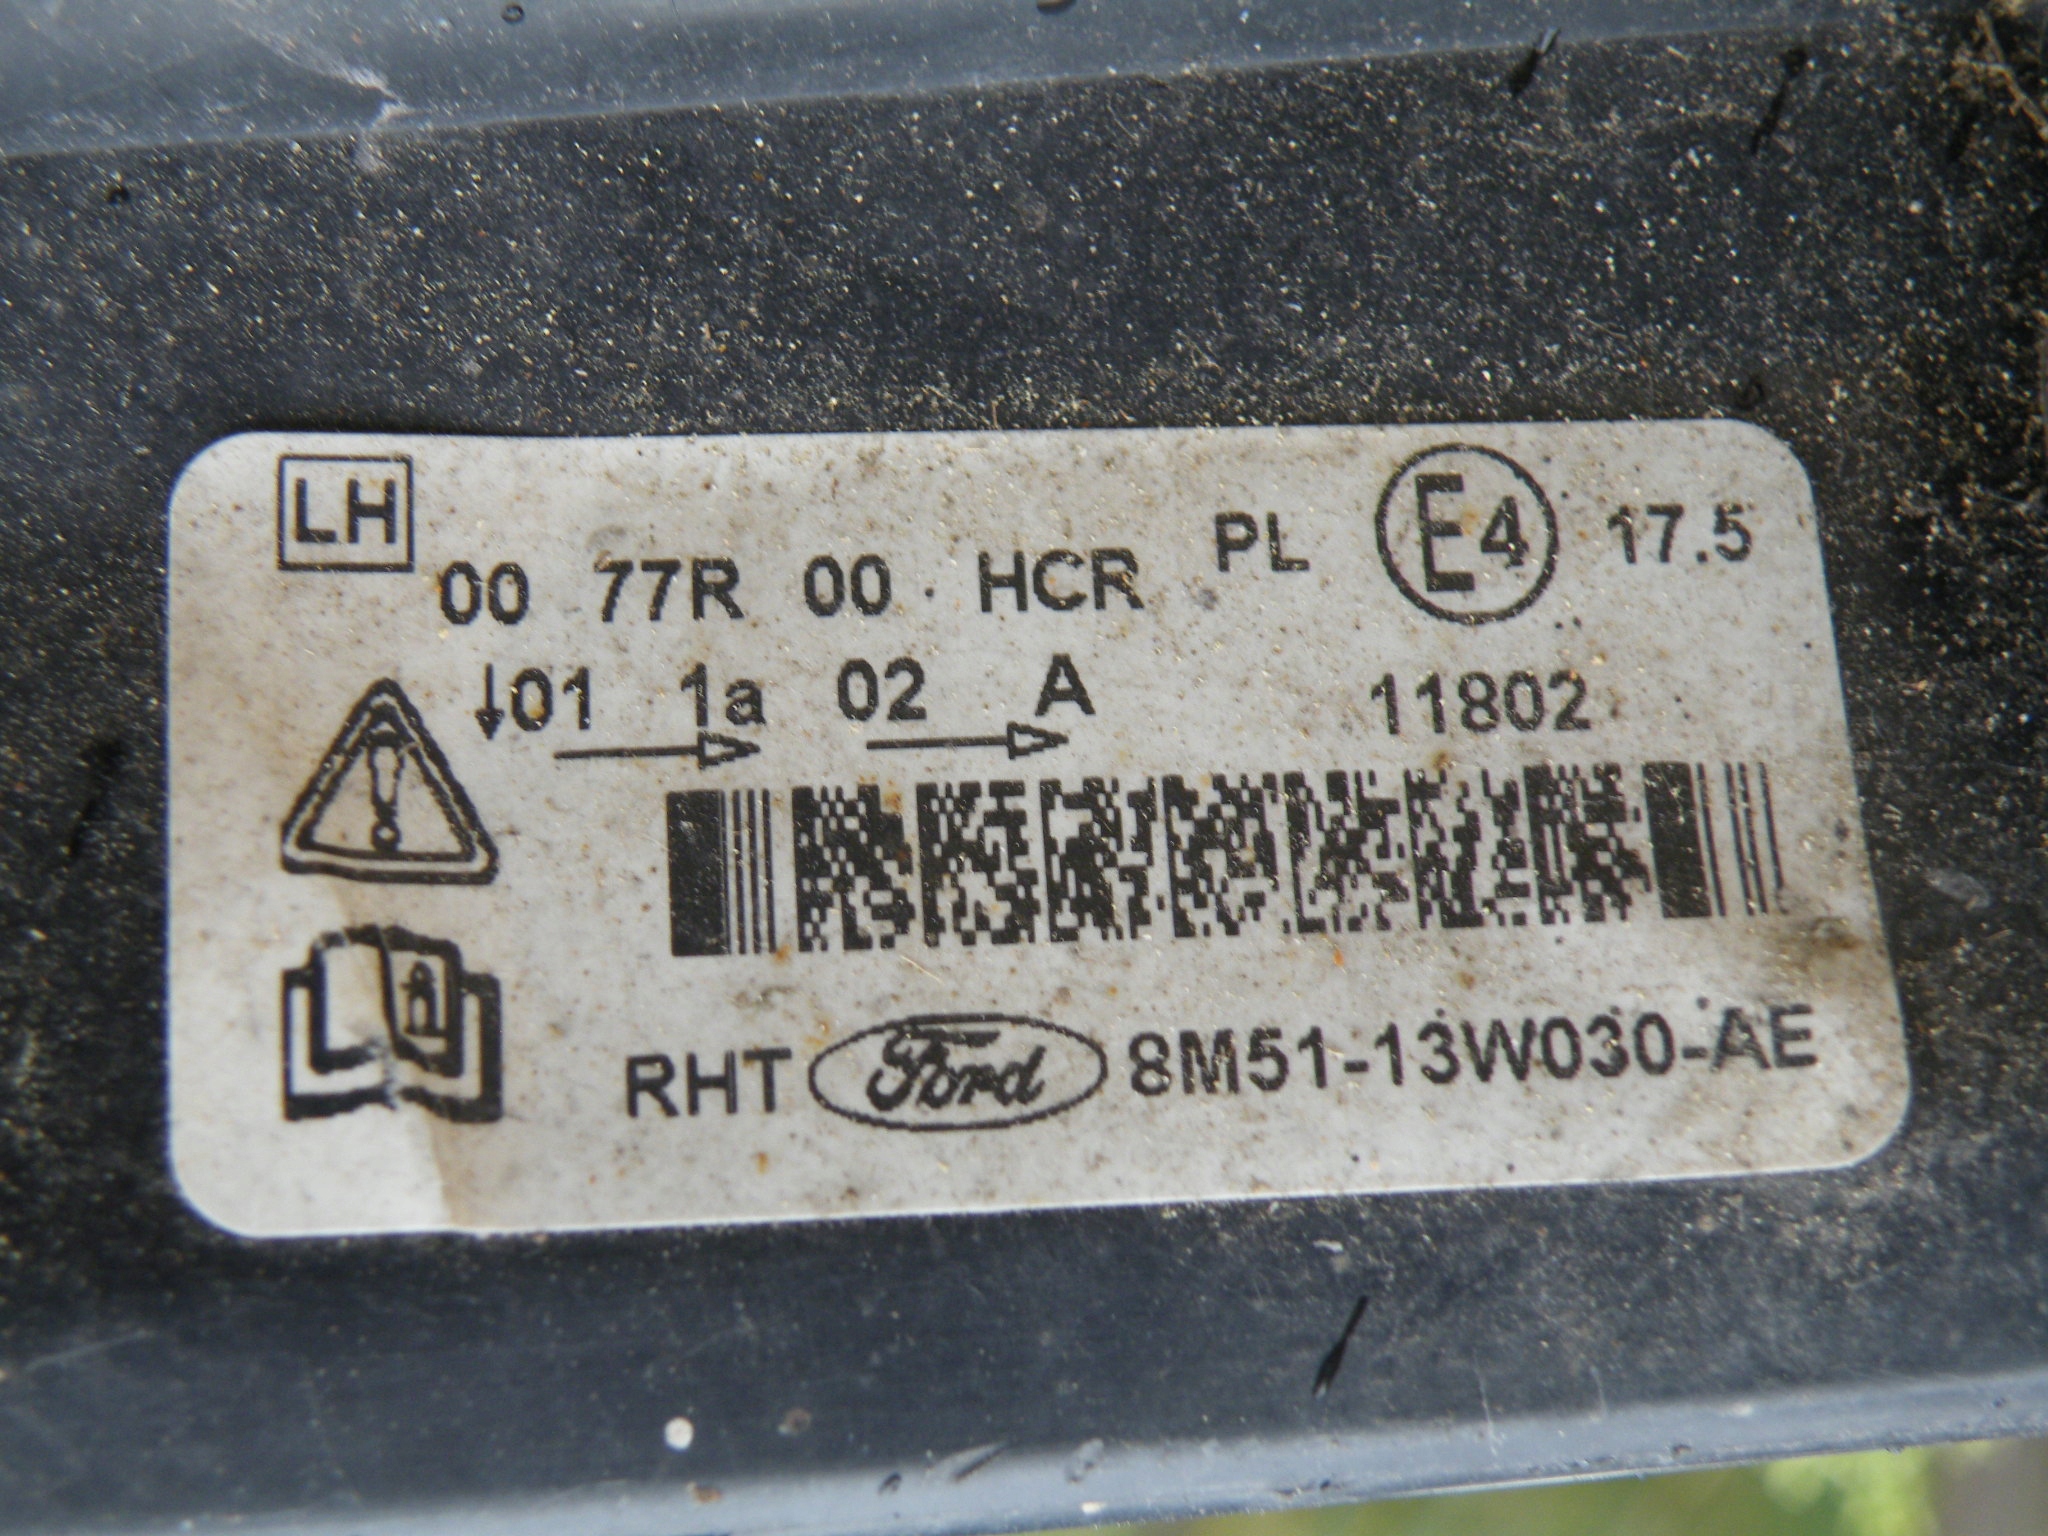 LH
00 77R 00 HCR PL E4 17.5
↓01 1a 02 A 11802
RHT Ford 8M51-13W030-AE